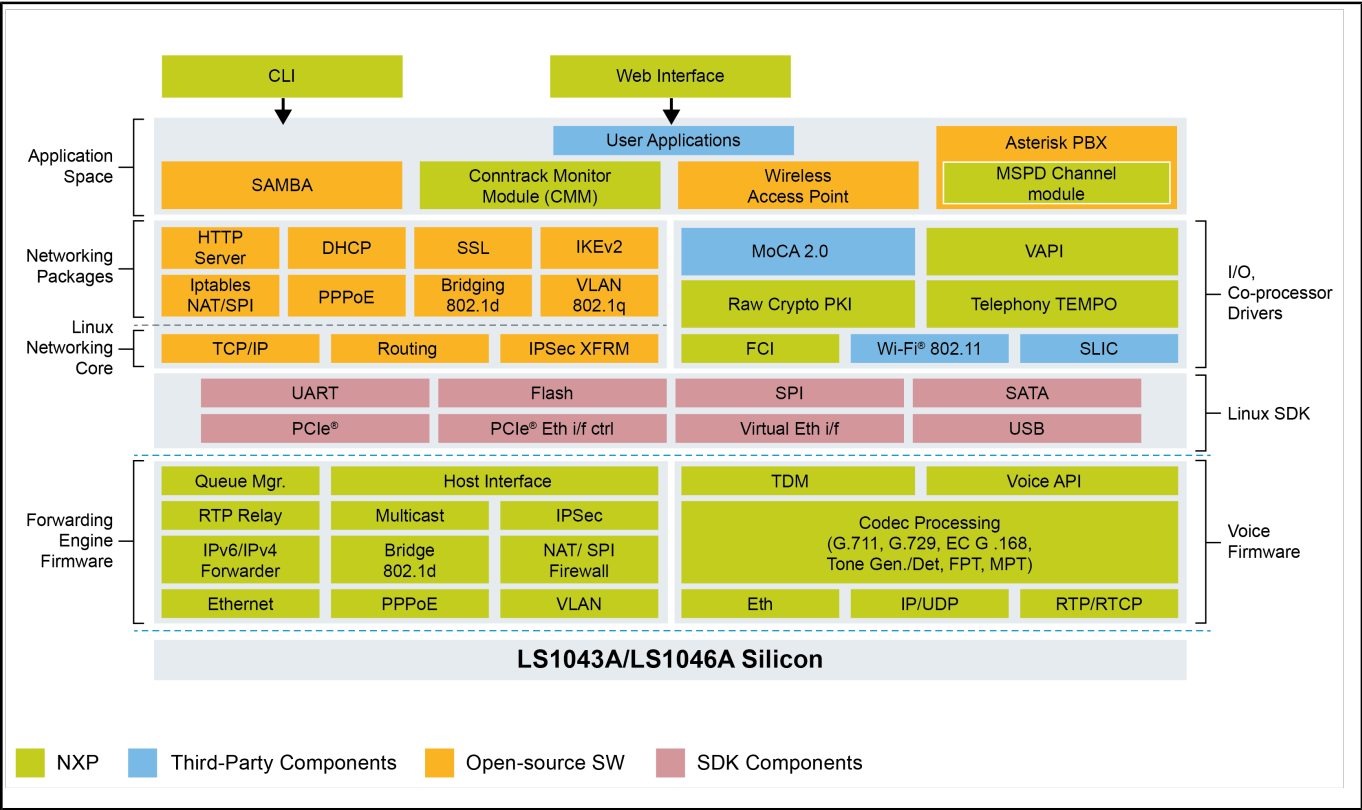 CLI
Web Interface
Application
Space
User Applications
Asterisk PBX
MSPD Channel
module
SAMBA
Conntrack Monitor
Module (CMM)
Wireless
Access Point
Networking
Packages
HTTP
Server
DHCP
SSL
IKEv2
Iptables
NAT/SPI
PPPoE
Bridging
802.1d
VLAN
802.1q
MoCA 2.0
VAPI
Raw Crypto PKI
Telephony TEMPO
I/O,
Co-processor
Drivers
Linux
Networking
Core
TCP/IP
Routing
IPSec XFRM
FCI
Wi-Fi® 802.11
SLIC
UART
Flash
SPI
SATA
PCIe®
PCIe® Eth i/f ctrl
Virtual Eth i/f
USB
Linux SDK
Forwarding
Engine
Firmware
Queue Mgr.
Host Interface
RTP Relay
Multicast
IPSec
IPv6/IPv4
Forwarder
Bridge
802.1d
NAT/ SPI
Firewall
Ethernet
PPPoE
VLAN
TDM
Voice API
Codec Processing
(G.711, G.729, EC G .168,
Tone Gen./Det, FPT, MPT)
Eth
IP/UDP
RTP/RTCP
Voice
Firmware
LS1043A/LS1046A Silicon
NXP
Third-Party Components
Open-source SW
SDK Components